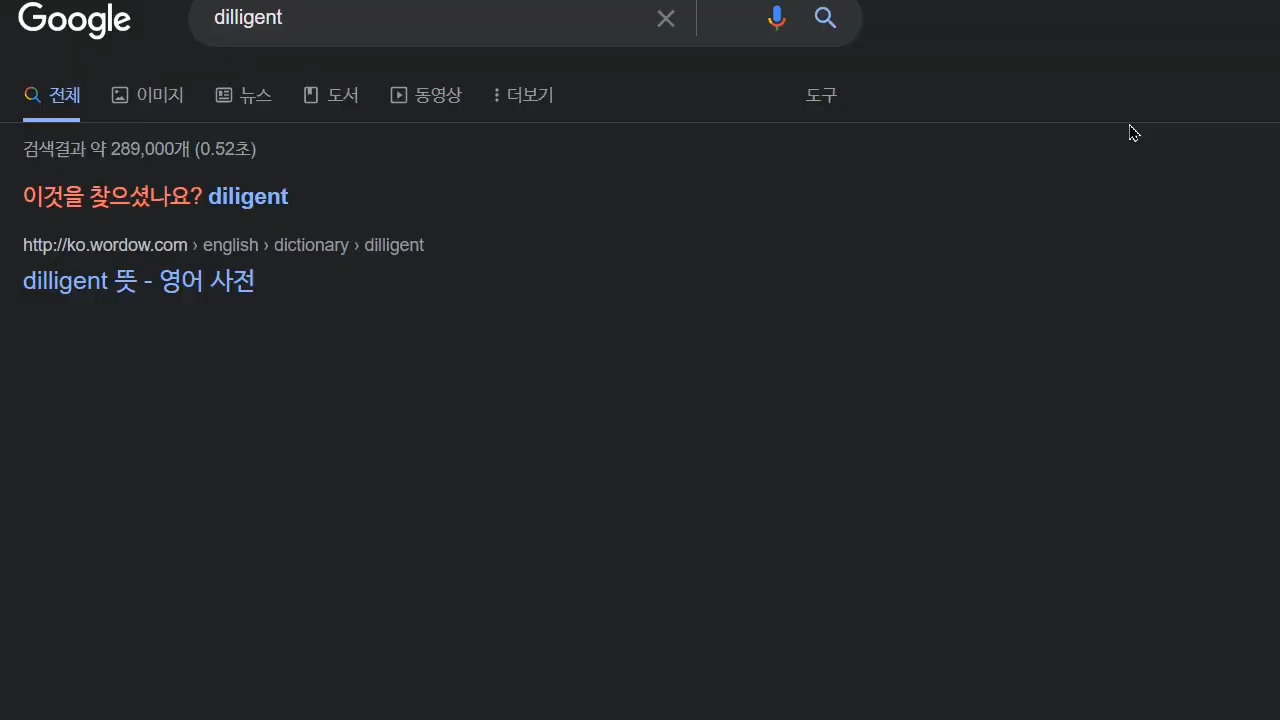 Google dilligent
전체 이미지 뉴스 도서 동영상 더보기 도구
검색결과 약 289,000개 (0.52초)
이것을 찾으셨나요? diligent
http://ko.wordow.com › english › dictionary › dilligent
dilligent 뜻 - 영어 사전